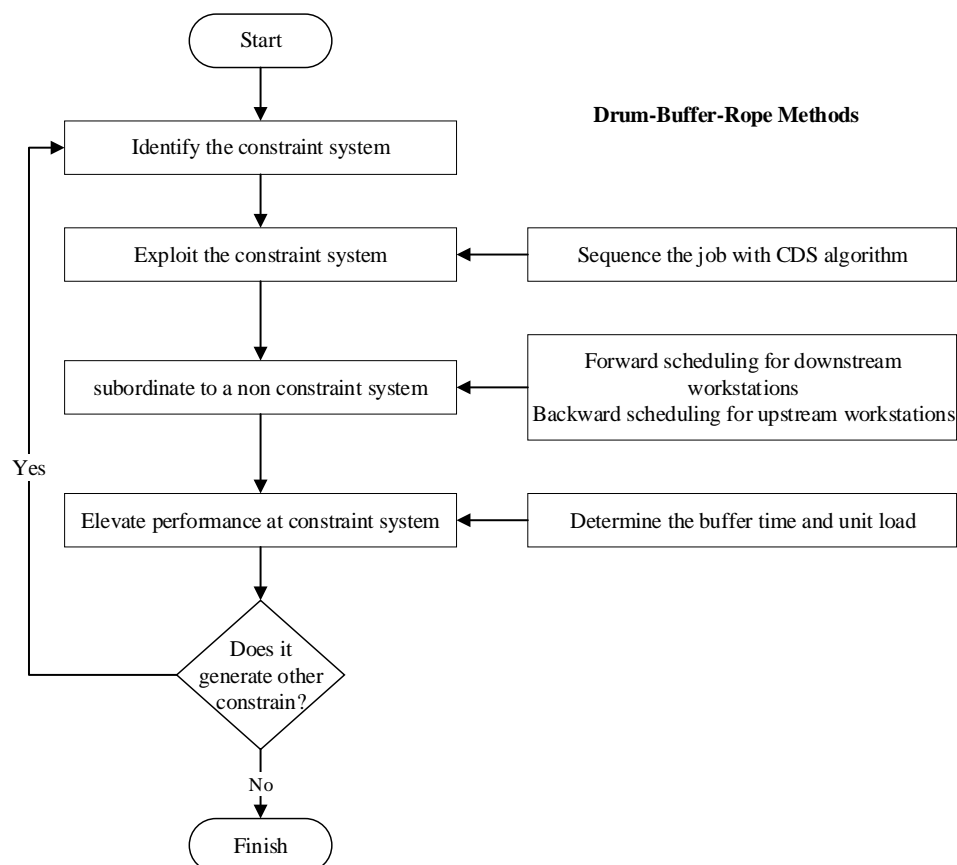 Start
Drum-Buffer-Rope Methods
Identify the constraint system
Exploit the constraint system
Sequence the job with CDS algorithm
subordinate to a non constraint system
Forward scheduling for downstream
workstations
Backward scheduling for upstream workstations
Yes
Elevate performance at constraint system
Determine the buffer time and unit load
Does it
generate other
constrain?
No
Finish